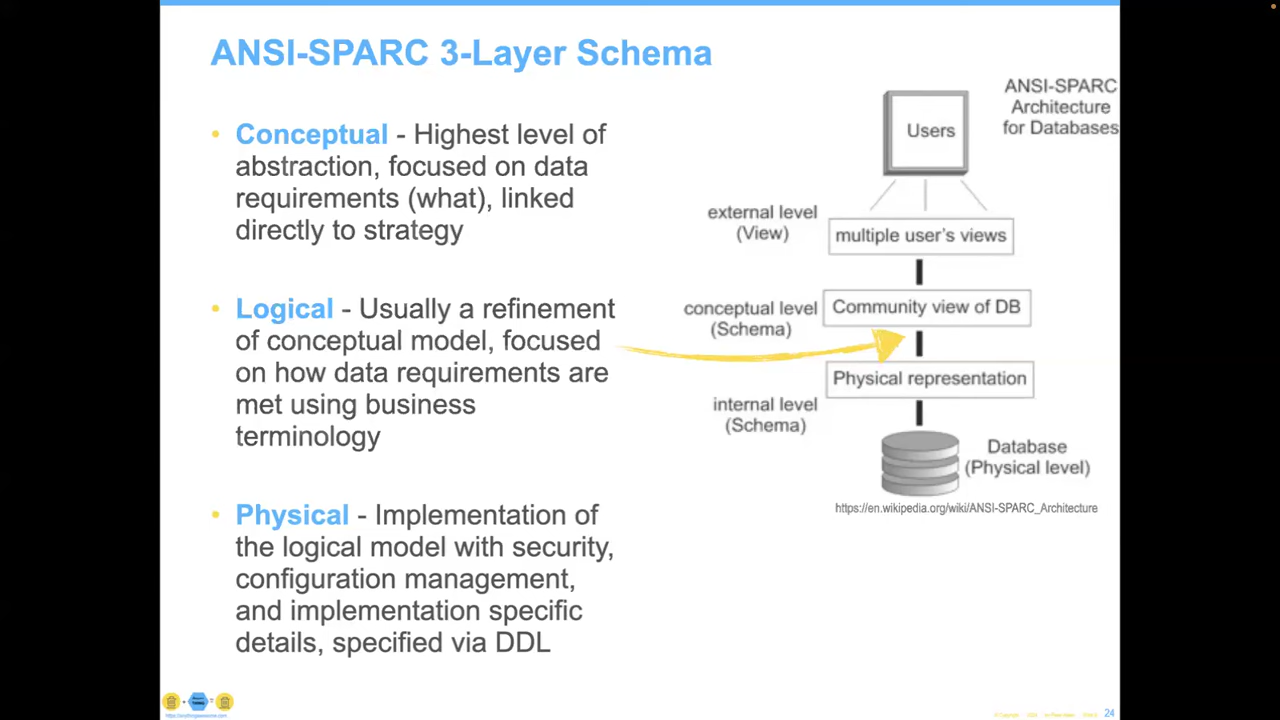 ANSI-SPARC 3-Layer Schema
• Conceptual - Highest level of
abstraction, focused on data
requirements (what), linked
directly to strategy
• Logical - Usually a refinement
of conceptual model, focused
on how data requirements are
met using business
terminology
• Physical - Implementation of
the logical model with security,
configuration management,
and implementation specific
details, specified via DDL
ANSI-SPARC
Architecture
for Databases
Users
external level
(View)
multiple user's views
conceptual level
(Schema)
Community view of DB
Physical representation
internal level
(Schema)
Database
(Physical level)
https://en.wikipedia.org/wiki/ANSI-SPARC_Architecture
24